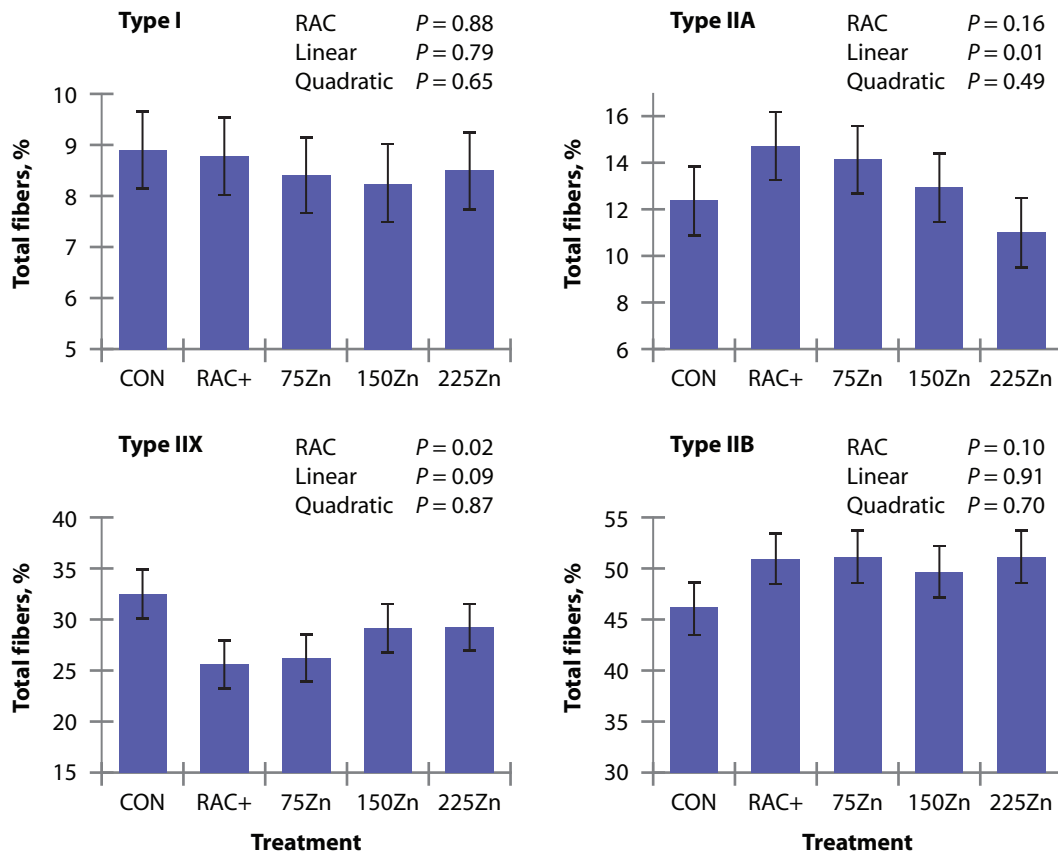 Type I
RAC P = 0.88
Linear P = 0.79
Quadratic P = 0.65
Total fibers, %
10
9
8
7
6
5
CON RAC+ 75Zn 150Zn 225Zn
Type IIA
RAC P = 0.16
Linear P = 0.01
Quadratic P = 0.49
Total fibers, %
16
14
12
10
8
6
CON RAC+ 75Zn 150Zn 225Zn
Type IIX
RAC P = 0.02
Linear P = 0.09
Quadratic P = 0.87
Total fibers, %
40
35
30
25
20
15
CON RAC+ 75Zn 150Zn 225Zn
Treatment
Type IIB
RAC P = 0.10
Linear P = 0.91
Quadratic P = 0.70
Total fibers, %
55
50
45
40
35
30
CON RAC+ 75Zn 150Zn 225Zn
Treatment